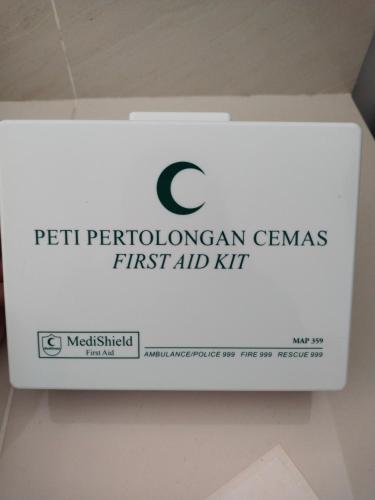 PETI PERTOLONGAN CEMAS
FIRST AID KIT
MediShield
First Aid
MAP 359
AMBULANCE/POLICE 999 FIRE 999 RESCUE 999